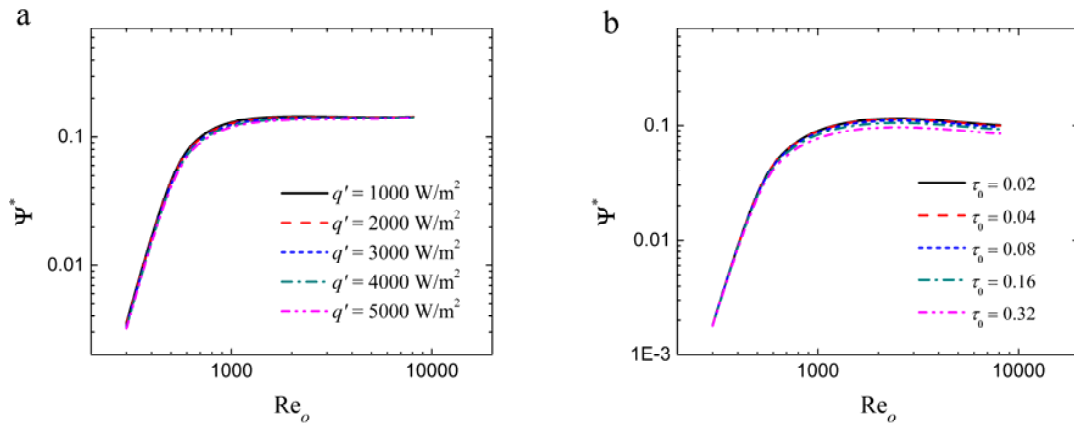 a
Ψ*
0.1
0.01
1000
10000
Re_o
q' = 1000 W/m²
q' = 2000 W/m²
q' = 3000 W/m²
q' = 4000 W/m²
q' = 5000 W/m²
b
Ψ*
0.1
0.01
1E-3
1000
10000
Re_o
τ₀ = 0.02
τ₀ = 0.04
τ₀ = 0.08
τ₀ = 0.16
τ₀ = 0.32